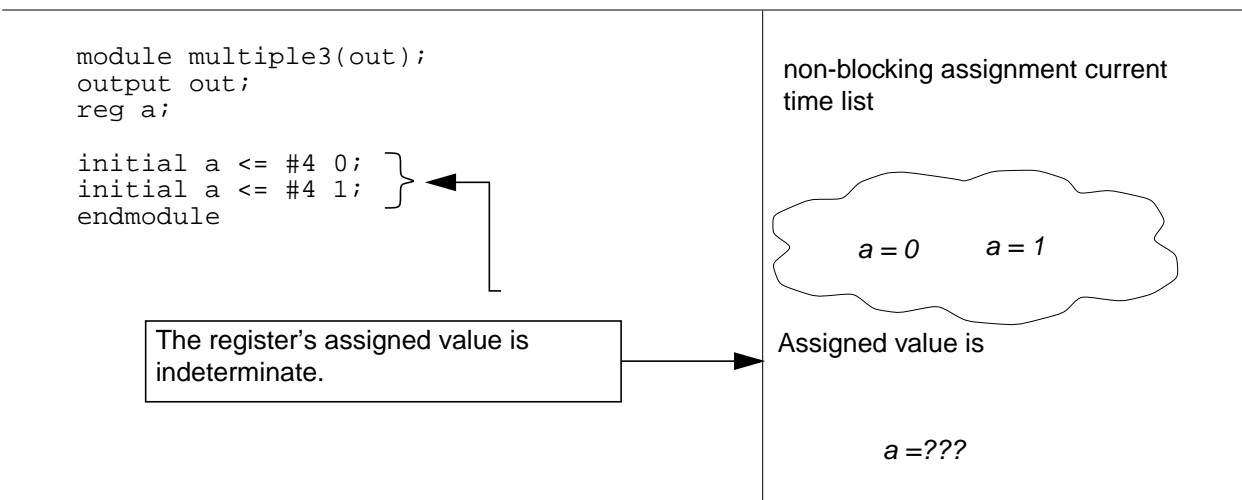 module multiple3(out);
output out;
reg a;
initial a <= #4 0;
initial a <= #4 1;
endmodule
The register’s assigned value is
indeterminate.
non-blocking assignment current
time list
a = 0 a = 1
Assigned value is
a =???